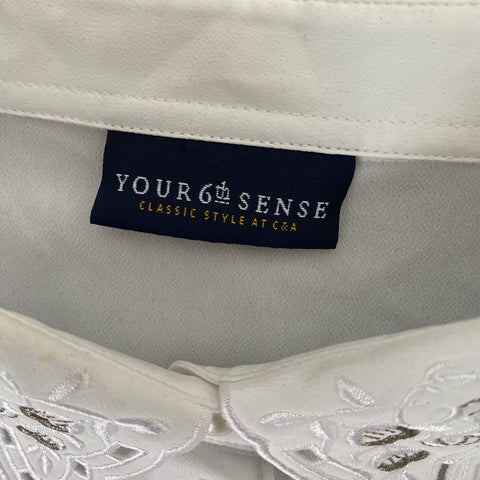 YOUR 6th SENSE
CLASSIC STYLE AT C&A